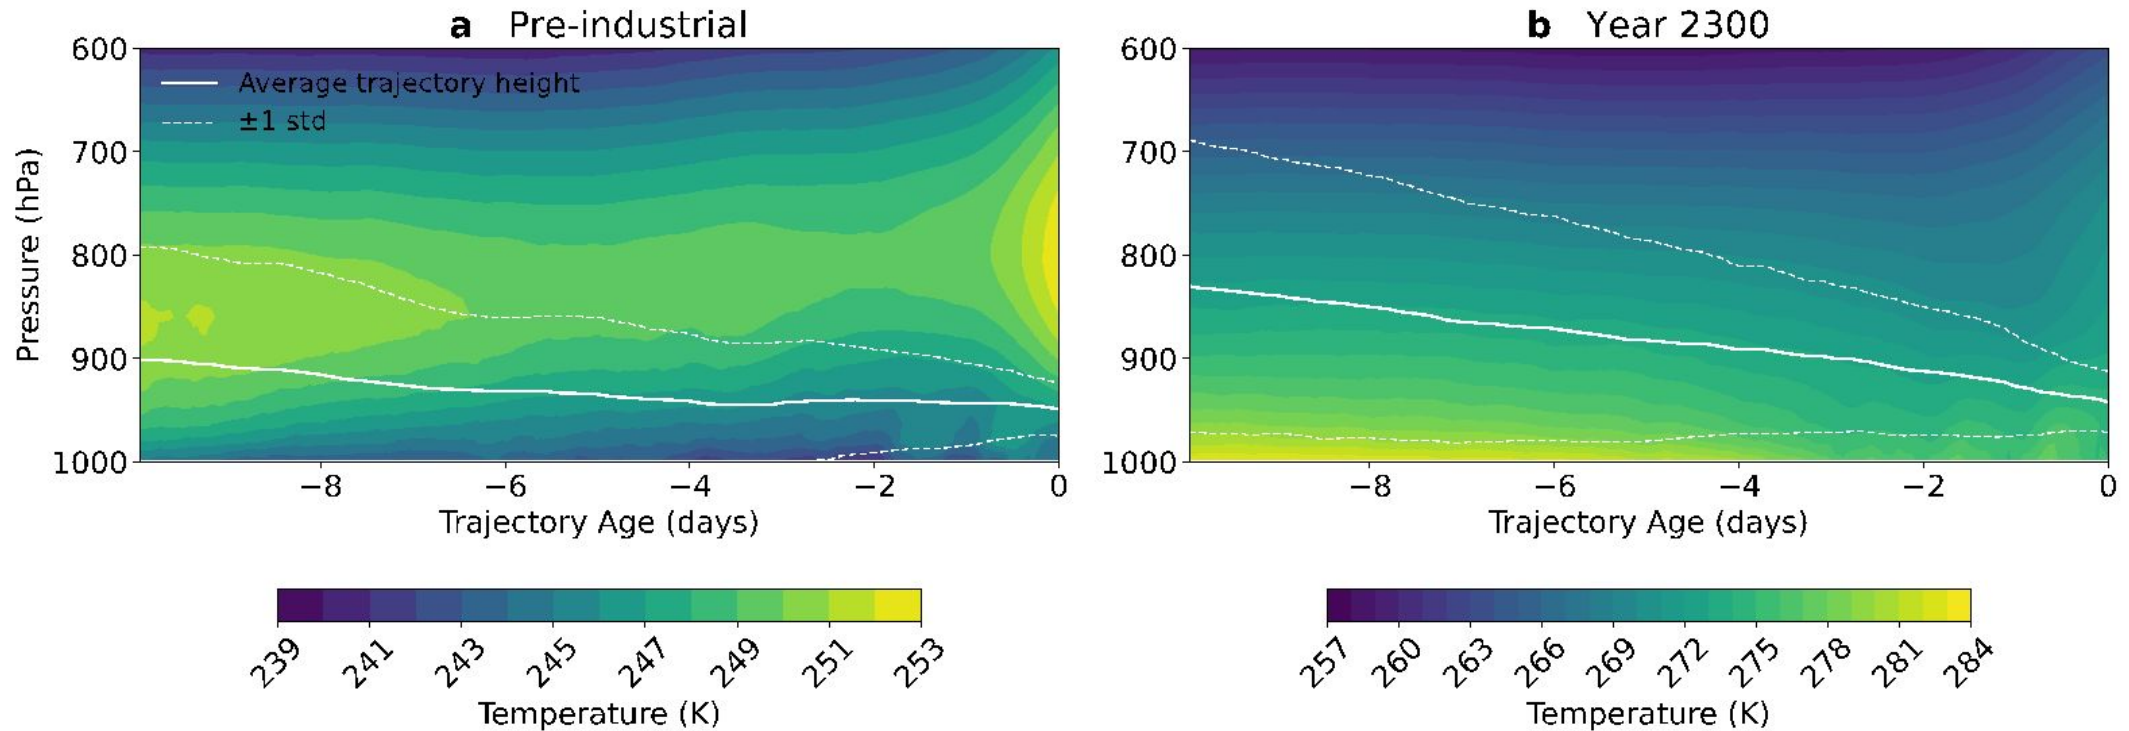 a Pre-industrial
600
700
800
900
1000
Pressure (hPa)
Average trajectory height
±1 std
−8 −6 −4 −2 0
Trajectory Age (days)
239 241 243 245 247 249 251 253
Temperature (K)
b Year 2300
600
700
800
900
1000
−8 −6 −4 −2 0
Trajectory Age (days)
257 260 263 266 269 272 275 278 281 284
Temperature (K)